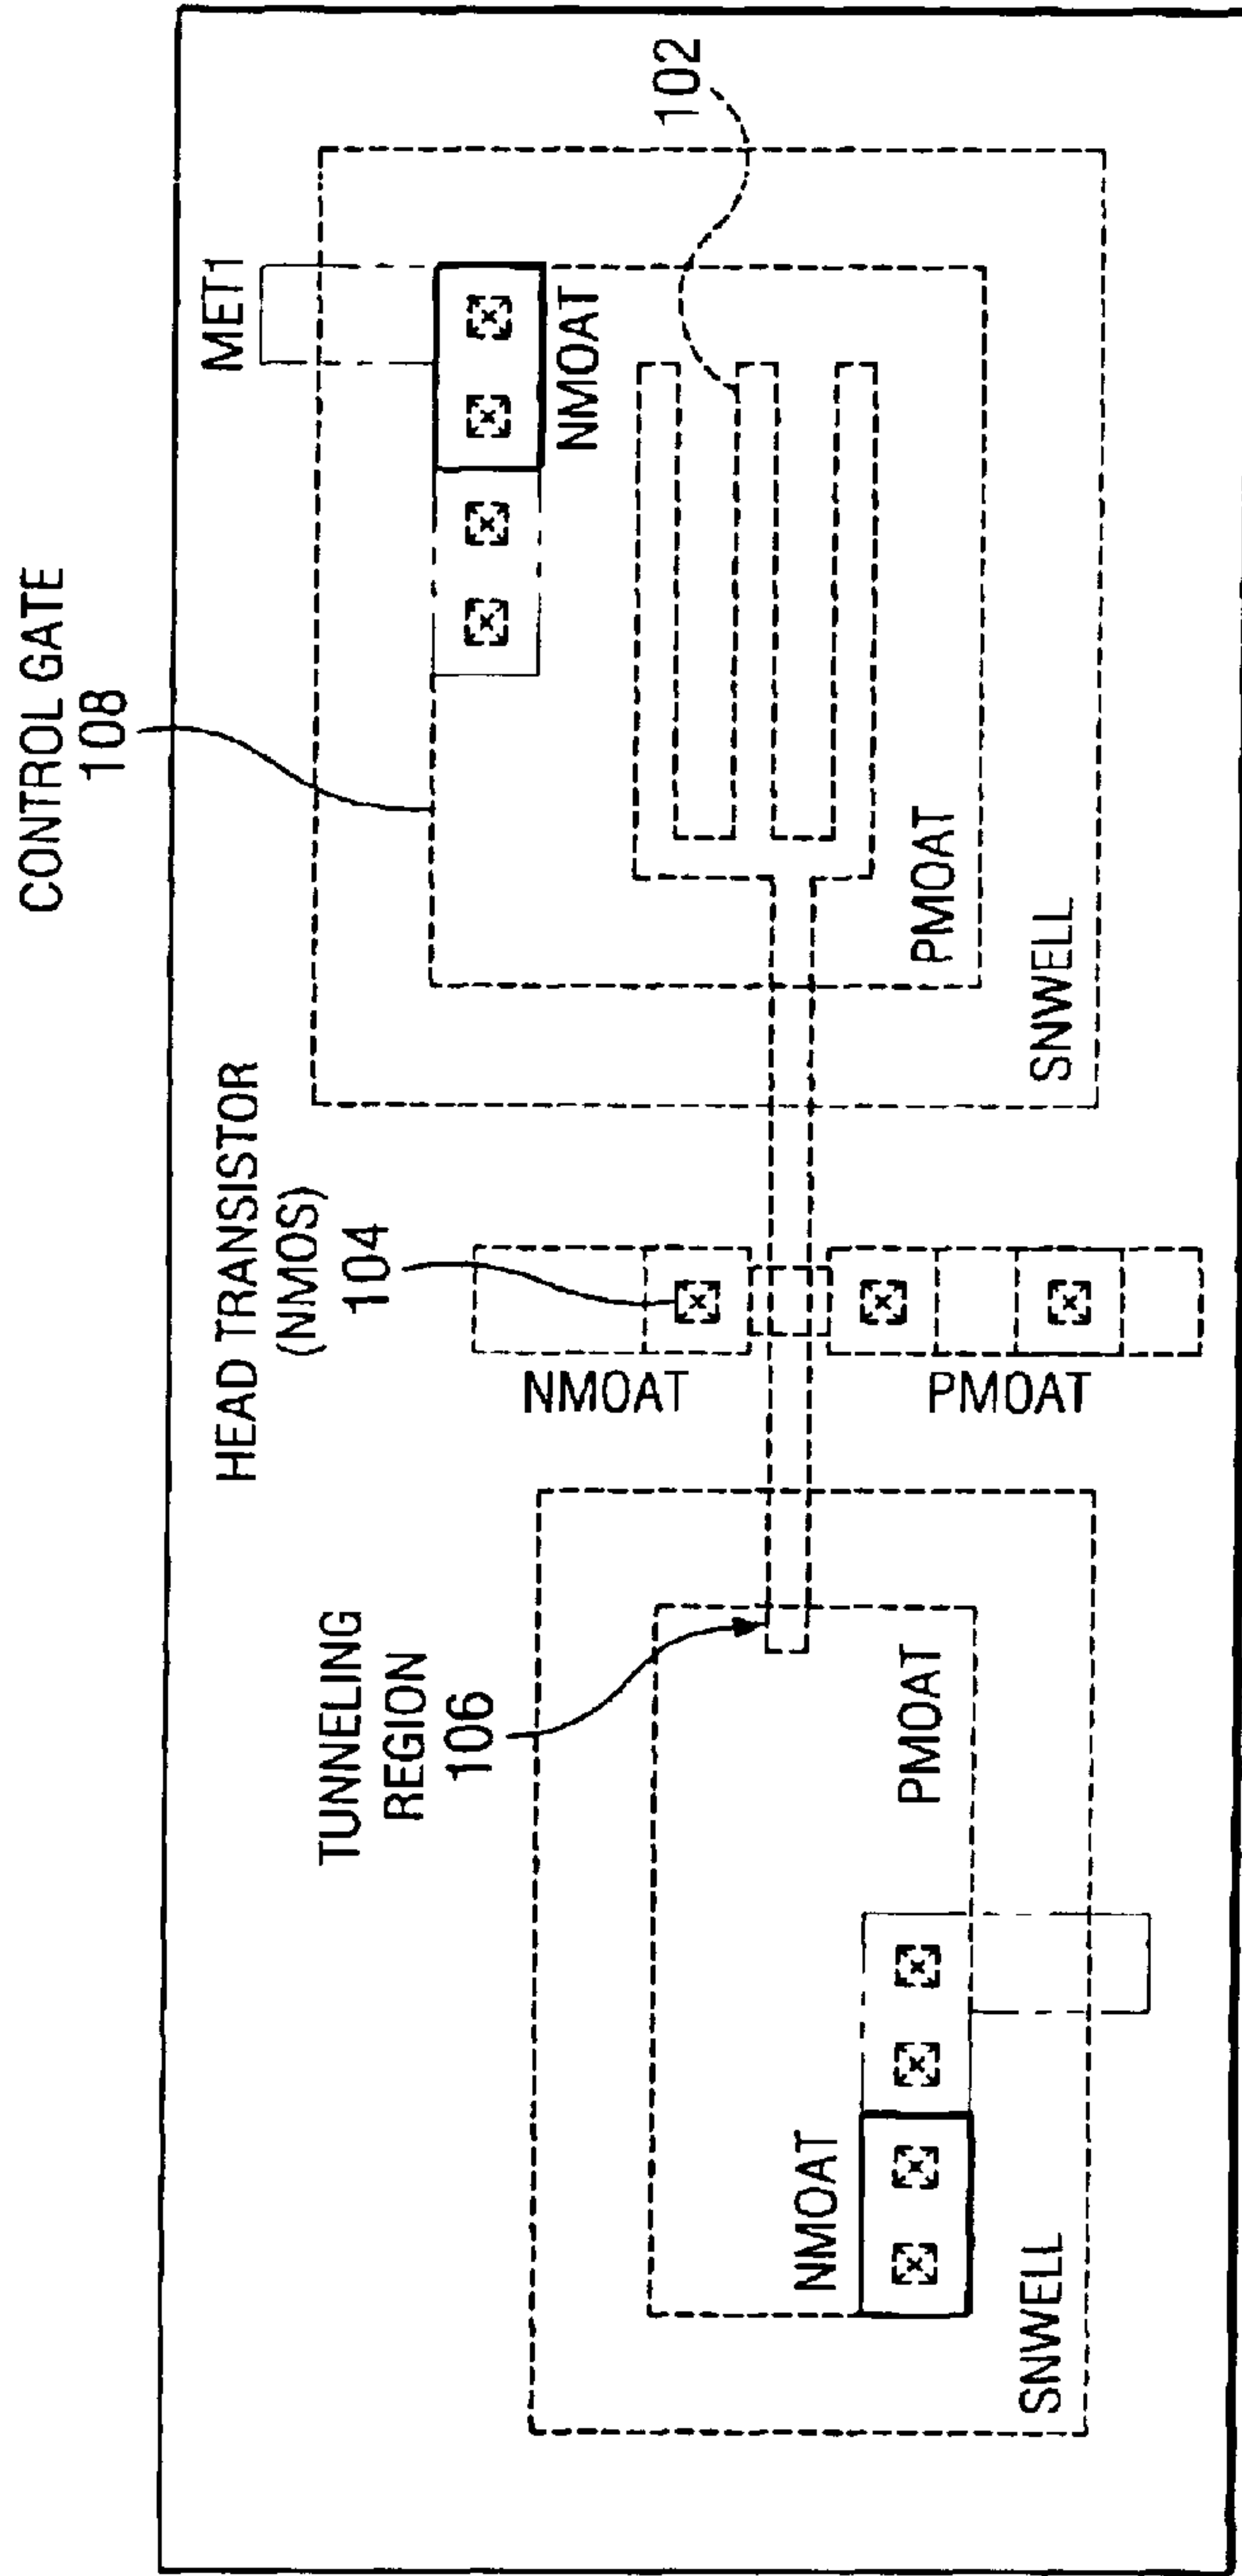 CONTROL GATE
108
MET1
102
NMOAT
PMOAT
SNWELL
HEAD TRANSISTOR
(NMOS)
104
NMOAT
PMOAT
TUNNELING
REGION
106
PMOAT
NMOAT
SNWELL